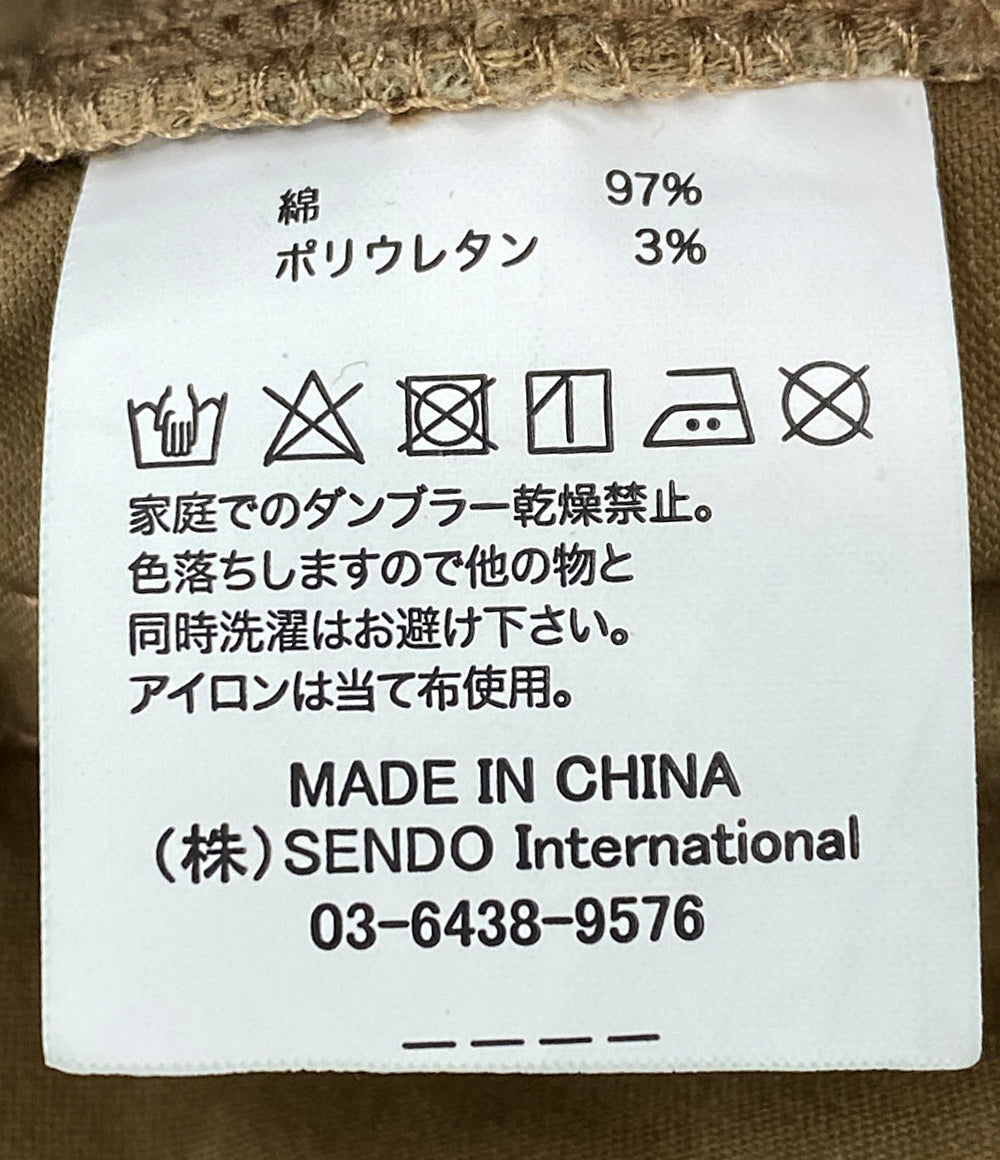 綿 97%
ポリウレタン 3%
家庭でのダンブラー乾燥禁止。
色落ちしますので他の物と
同時洗濯はお避け下さい。
アイロンは当て布使用。
MADE IN CHINA
(株)SENDO International
03-6438-9576